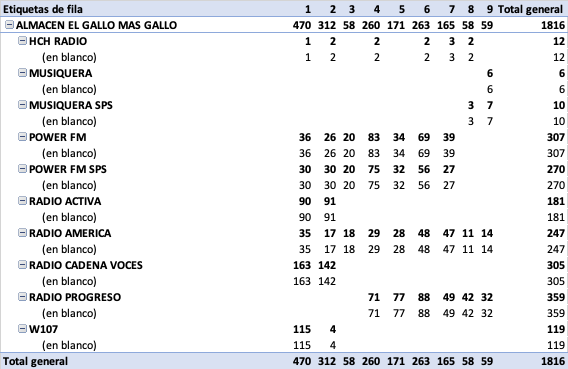 Etiquetas de fila 1 2 3 4 5 6 7 8 9 Total general
ALMACEN EL GALLO MAS GALLO 470 312 58 260 171 263 165 58 59 1816
HCH RADIO 1 2 2 2 3 2 12
(en blanco) 1 2 2 2 3 2 12
MUSIQUERA 6 6
(en blanco) 6 6
MUSIQUERA SPS 3 7 10
(en blanco) 3 7 10
POWER FM 36 26 20 83 34 69 39 307
(en blanco) 36 26 20 83 34 69 39 307
POWER FM SPS 30 30 20 75 32 56 27 270
(en blanco) 30 30 20 75 32 56 27 270
RADIO ACTIVA 90 91 181
(en blanco) 90 91 181
RADIO AMERICA 35 17 18 29 28 48 47 11 14 247
(en blanco) 35 17 18 29 28 48 47 11 14 247
RADIO CADENA VOCES 163 142 305
(en blanco) 163 142 305
RADIO PROGRESO 71 77 88 49 42 32 359
(en blanco) 71 77 88 49 42 32 359
W107 115 4 119
(en blanco) 115 4 119
Total general 470 312 58 260 171 263 165 58 59 1816